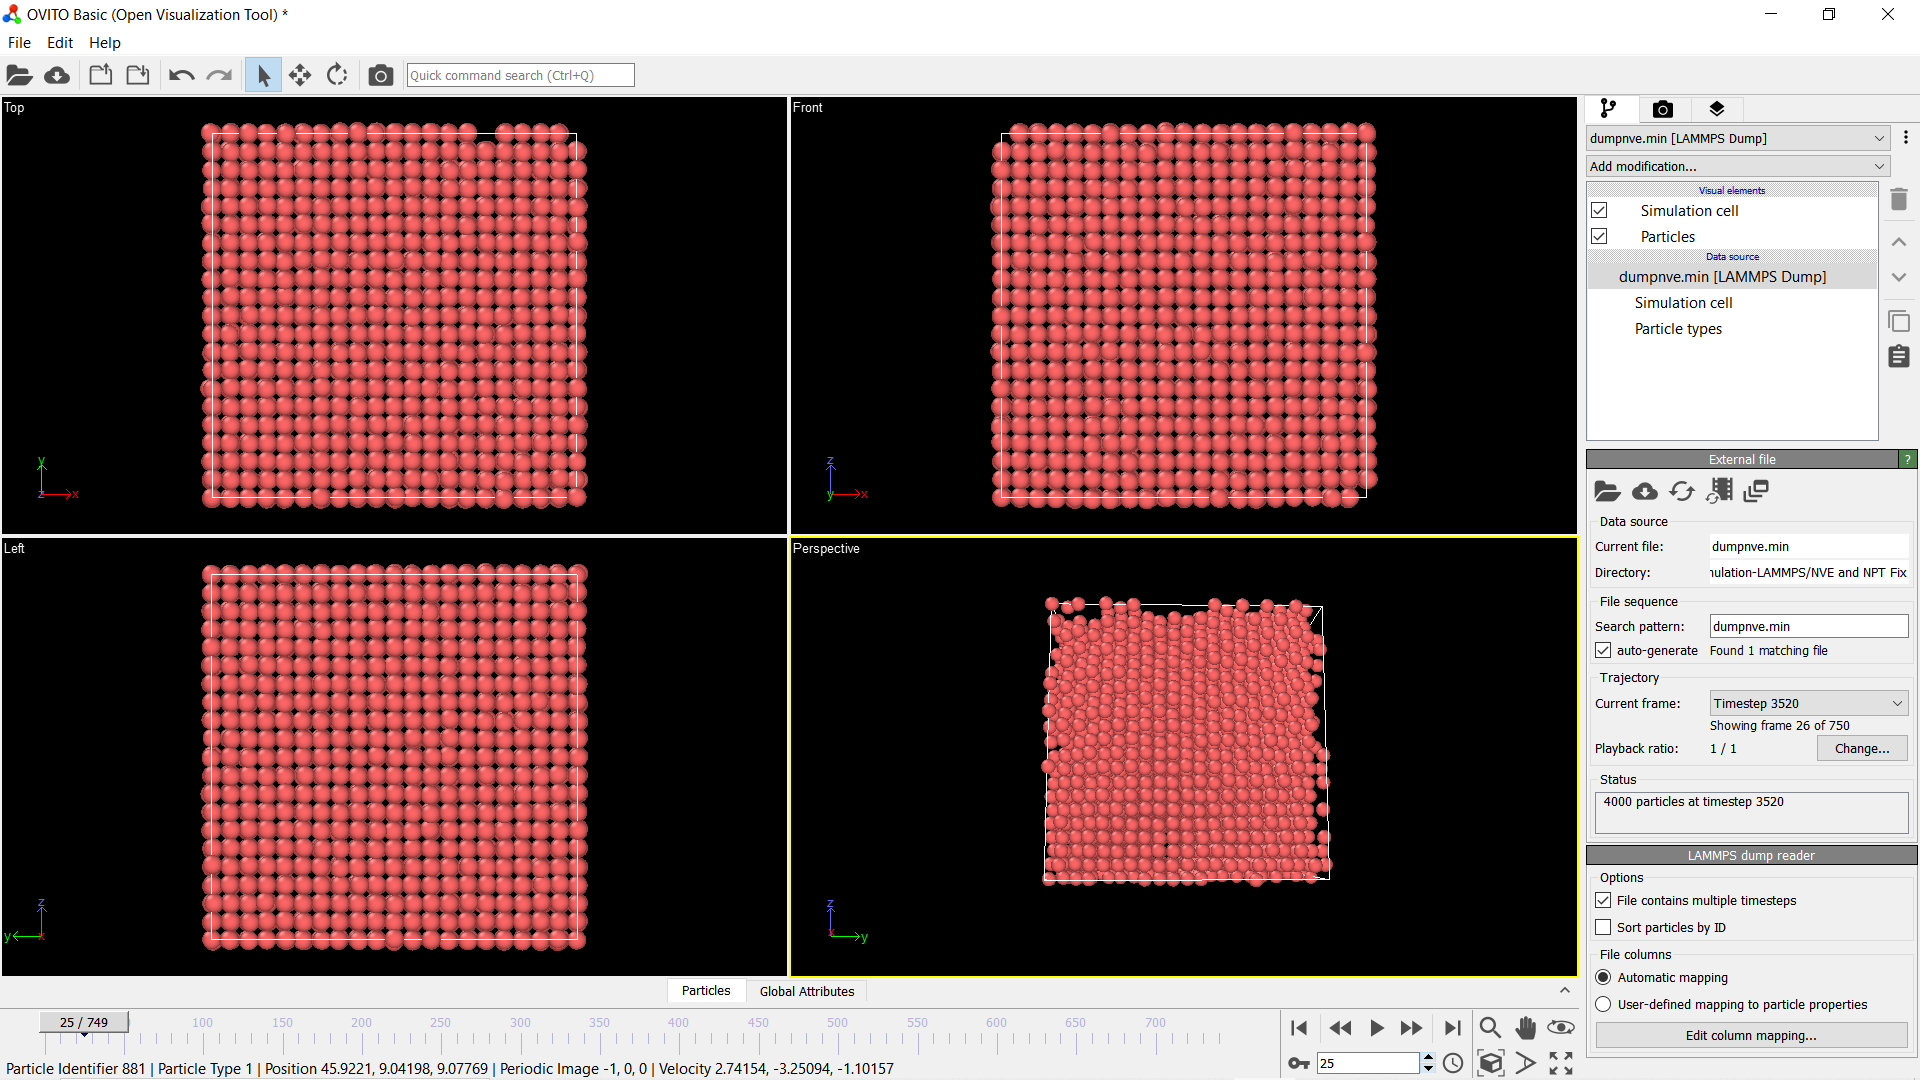 OVITO Basic (Open Visualization Tool) *
File Edit Help
Quick command search (Ctrl+Q)
Top
y
z x
Front
z
y x
Left
z
y x
Perspective
z
x y
dumpnve.min [LAMMPS Dump]
Add modification...
Visual elements
Simulation cell
Particles
Data source
dumpnve.min [LAMMPS Dump]
Simulation cell
Particle types
External file ?
Data source
Current file: dumpnve.min
Directory: nulation-LAMMPS/NVE and NPT Fix
File sequence
Search pattern: dumpnve.min
auto-generate Found 1 matching file
Trajectory
Current frame: Timestep 3520
Showing frame 26 of 750
Playback ratio: 1 / 1 Change...
Status
4000 particles at timestep 3520
LAMMPS dump reader
Options
File contains multiple timesteps
Sort particles by ID
File columns
Automatic mapping
User-defined mapping to particle properties
Edit column mapping...
Particles Global Attributes
25 / 749 100 150 200 250 300 350 400 450 500 550 600 650 700
25
Particle Identifier 881 | Particle Type 1 | Position 45.9221, 9.04198, 9.07769 | Periodic Image -1, 0, 0 | Velocity 2.74154, -3.25094, -1.10157